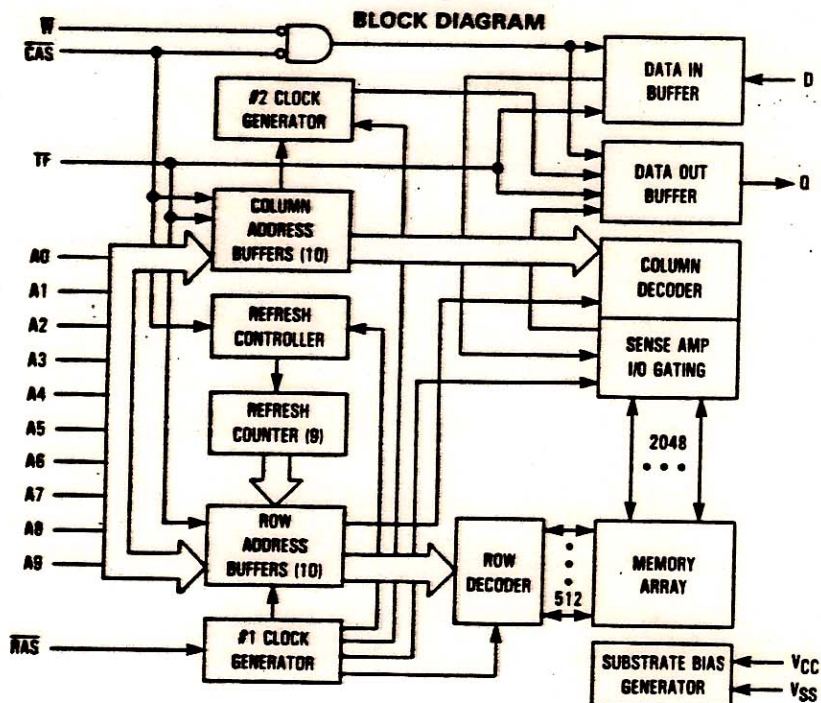 BLOCK DIAGRAM
W̅
C̅A̅S̅
TF
A0
A1
A2
A3
A4
A5
A6
A7
A8
A9
R̅A̅S̅
#2 CLOCK
GENERATOR
COLUMN
ADDRESS
BUFFERS (10)
REFRESH
CONTROLLER
REFRESH
COUNTER (9)
ROW
ADDRESS
BUFFERS (10)
#1 CLOCK
GENERATOR
ROW
DECODER
512
DATA IN
BUFFER
D
DATA OUT
BUFFER
Q
COLUMN
DECODER
SENSE AMP
I/O GATING
2048
MEMORY
ARRAY
SUBSTRATE BIAS
GENERATOR
VCC
VSS